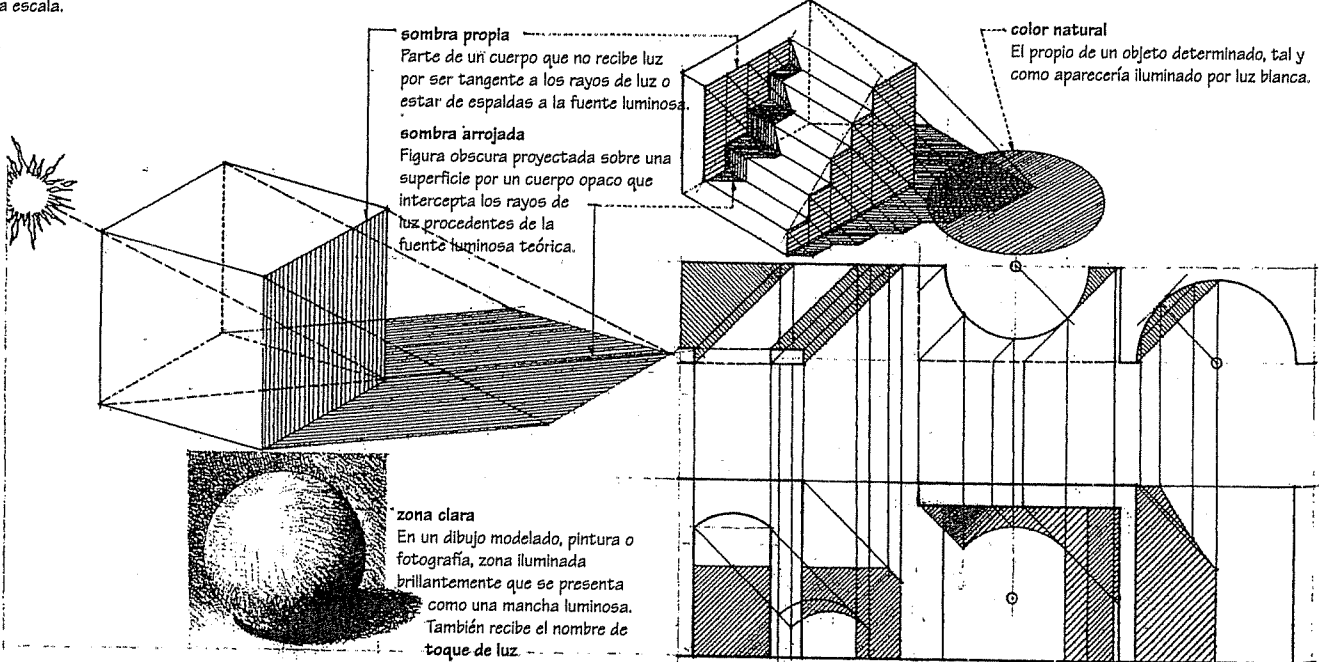 a escala.
sombra propia
Parte de un cuerpo que no recibe luz
por ser tangente a los rayos de luz o
estar de espaldas a la fuente luminosa.
sombra arrojada
Figura obscura proyectada sobre una
superficie por un cuerpo opaco que
intercepta los rayos de
luz procedentes de la
fuente luminosa teórica.
color natural
El propio de un objeto determinado, tal y
como aparecería iluminado por luz blanca.
zona clara
En un dibujo modelado, pintura o
fotografía, zona iluminada
brillantemente que se presenta
como una mancha luminosa.
También recibe el nombre de
toque de luz